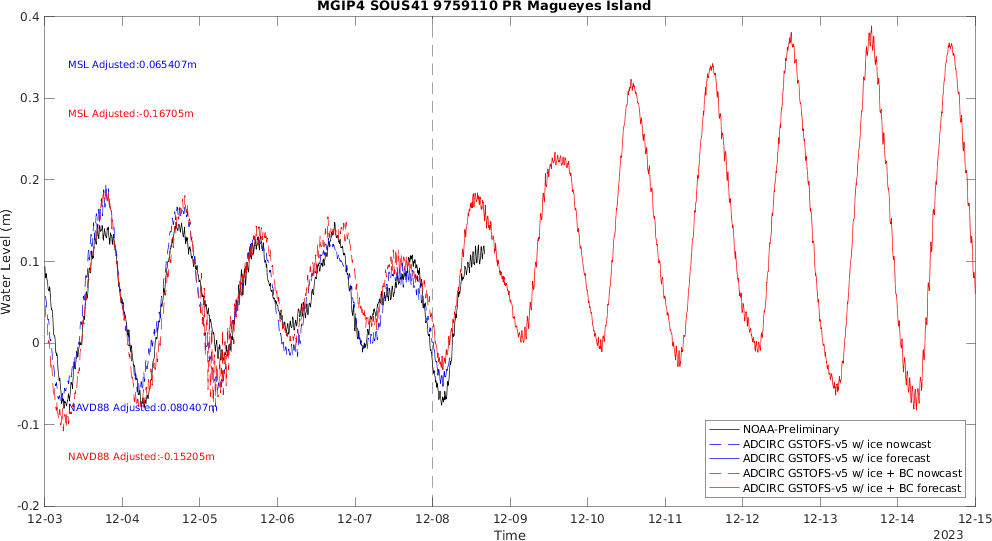 MGIP4 SOUS41 9759110 PR Magueyes Island
0.4
0.3
0.2
0.1
0
-0.1
-0.2
Water Level (m)
MSL Adjusted:0.065407m
MSL Adjusted:-0.16705m
NAVD88 Adjusted:0.080407m
NAVD88 Adjusted:-0.15205m
NOAA-Preliminary
ADCIRC GSTOFS-v5 w/ ice nowcast
ADCIRC GSTOFS-v5 w/ ice forecast
ADCIRC GSTOFS-v5 w/ ice + BC nowcast
ADCIRC GSTOFS-v5 w/ ice + BC forecast
12-03 12-04 12-05 12-06 12-07 12-08 12-09 12-10 12-11 12-12 12-13 12-14 12-15
Time
2023